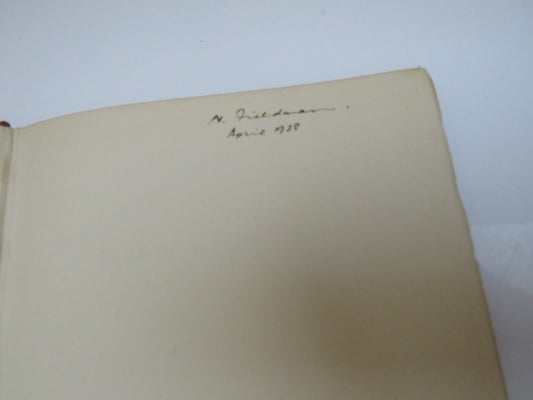 N. Fieldman.
April 1938